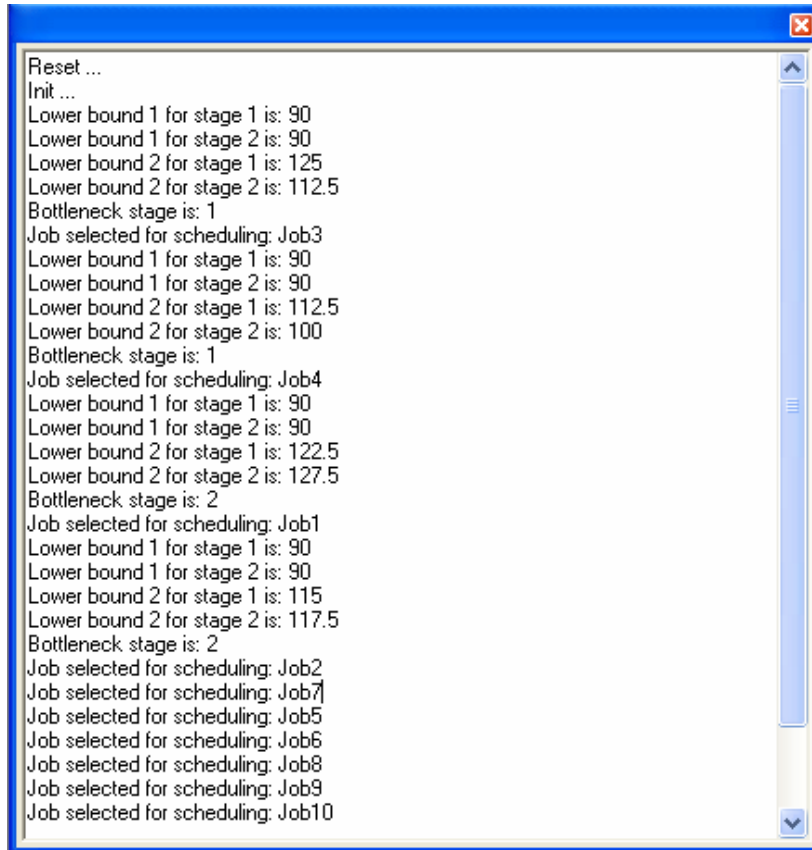 Reset ...
Init ...
Lower bound 1 for stage 1 is: 90
Lower bound 1 for stage 2 is: 90
Lower bound 2 for stage 1 is: 125
Lower bound 2 for stage 2 is: 112.5
Bottleneck stage is: 1
Job selected for scheduling: Job3
Lower bound 1 for stage 1 is: 90
Lower bound 1 for stage 2 is: 90
Lower bound 2 for stage 1 is: 112.5
Lower bound 2 for stage 2 is: 100
Bottleneck stage is: 1
Job selected for scheduling: Job4
Lower bound 1 for stage 1 is: 90
Lower bound 1 for stage 2 is: 90
Lower bound 2 for stage 1 is: 122.5
Lower bound 2 for stage 2 is: 127.5
Bottleneck stage is: 2
Job selected for scheduling: Job1
Lower bound 1 for stage 1 is: 90
Lower bound 1 for stage 2 is: 90
Lower bound 2 for stage 1 is: 115
Lower bound 2 for stage 2 is: 117.5
Bottleneck stage is: 2
Job selected for scheduling: Job2
Job selected for scheduling: Job7
Job selected for scheduling: Job5
Job selected for scheduling: Job6
Job selected for scheduling: Job8
Job selected for scheduling: Job9
Job selected for scheduling: Job10